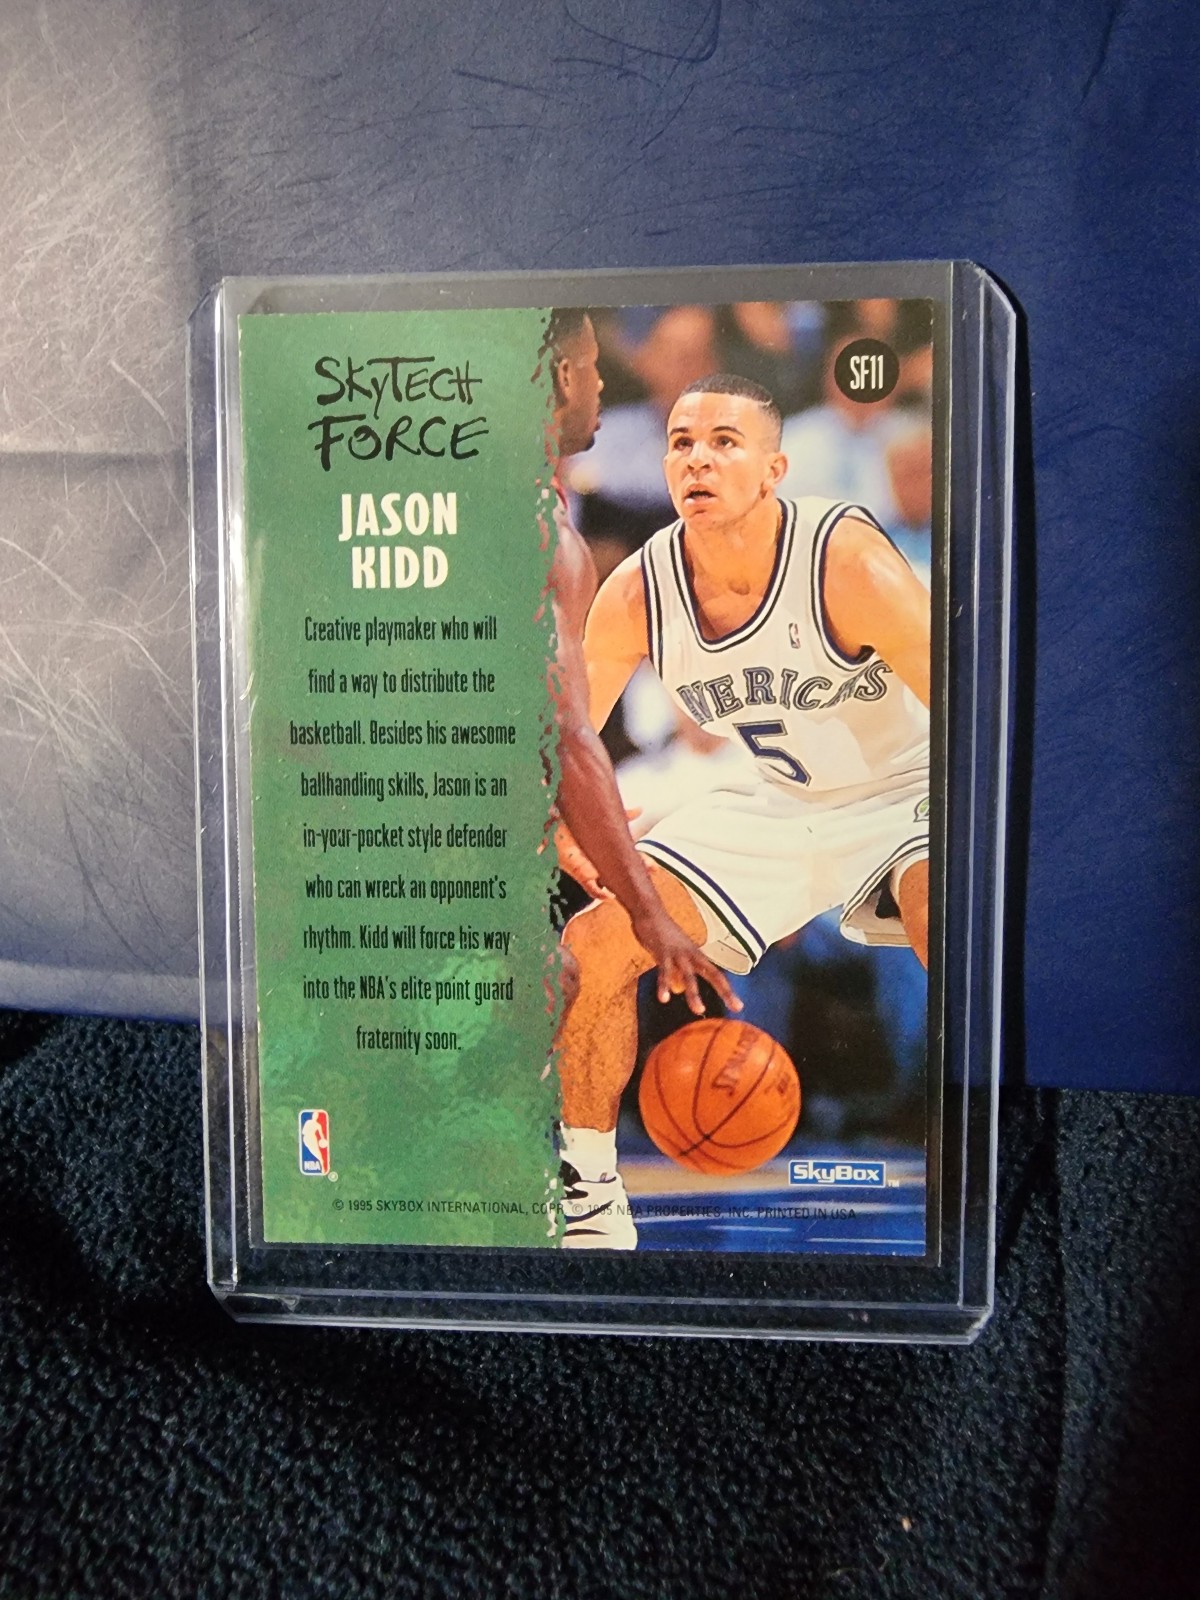 SKyTECH
FORCE
SF11
JASON
KIDD
Creative playmaker who will
find a way to distribute the
basketball. Besides his awesome
ballhandling skills, Jason is an
in-your-pocket style defender
who can wreck an opponent's
rhythm. Kidd will force his way
into the NBA's elite point guard
fraternity soon.
VERICKS
5
SPALDING
NBA
®
SkyBox™
© 1995 SKYBOX INTERNATIONAL, COPR. © 1995 NBA PROPERTIES, INC. PRINTED IN USA